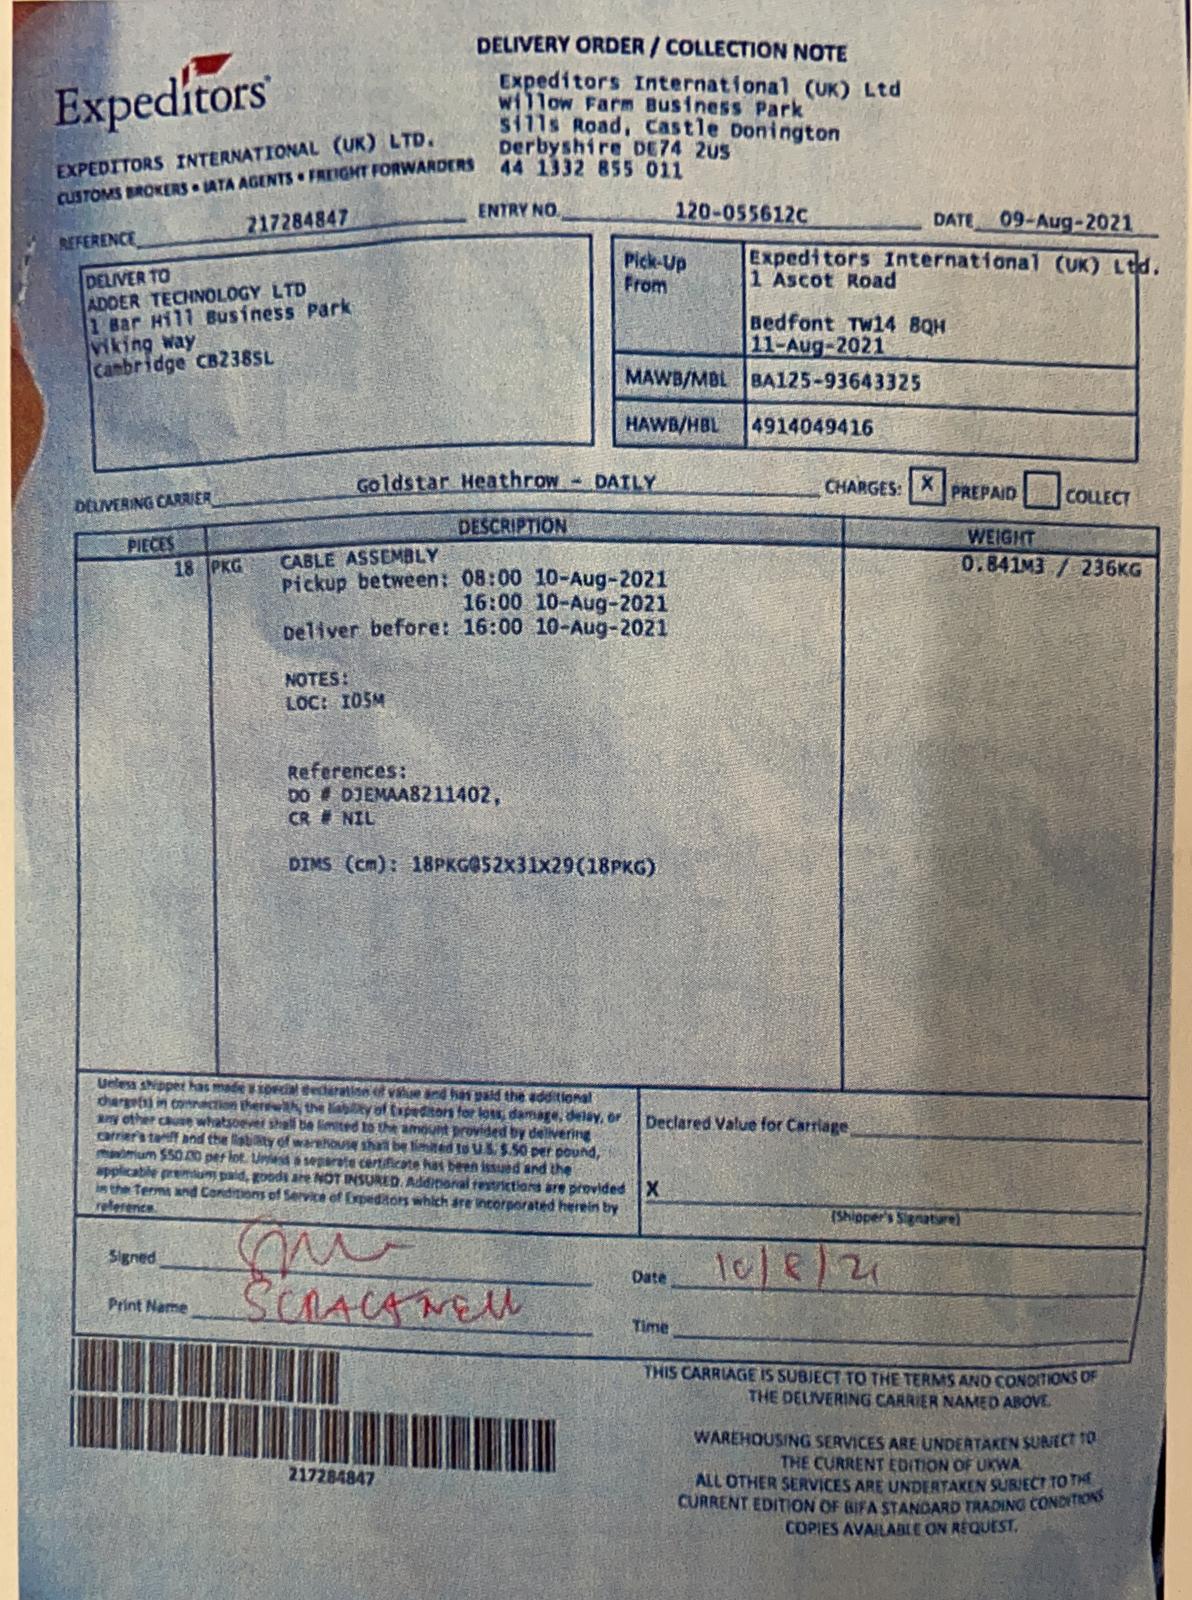 DELIVERY ORDER / COLLECTION NOTE
Expeditors®
Expeditors International (UK) Ltd
Willow Farm Business Park
Sills Road, Castle Donington
Derbyshire DE74 2US
44 1332 855 011
EXPEDITORS INTERNATIONAL (UK) LTD.
CUSTOMS BROKERS • IATA AGENTS • FREIGHT FORWARDERS
REFERENCE 217284847 ENTRY NO. 120-055612C DATE 09-Aug-2021
DELIVER TO
ADDER TECHNOLOGY LTD
1 Bar Hill Business Park
Viking Way
Cambridge CB238SL
Pick-Up From
Expeditors International (UK) Ltd.
1 Ascot Road
Bedfont TW14 8QH
11-Aug-2021
MAWB/MBL BA125-93643325
HAWB/HBL 4914049416
DELIVERING CARRIER Goldstar Heathrow - DAILY CHARGES: X PREPAID COLLECT
PIECES DESCRIPTION WEIGHT
18 PKG CABLE ASSEMBLY 0.841M3 / 236KG
Pickup between: 08:00 10-Aug-2021
16:00 10-Aug-2021
Deliver before: 16:00 10-Aug-2021
NOTES:
LOC: I05M
References:
DO # DJEMAA8211402,
CR # NIL
DIMS (cm): 18PKG@52X31X29(18PKG)
Unless shipper has made a special declaration of value and has paid the additional
charge(s) in connection therewith, the liability of Expeditors for loss, damage, delay, or
any other cause whatsoever shall be limited to the amount provided by delivering
carrier's tariff and the liability of warehouse shall be limited to U.S. $.50 per pound,
maximum $50.00 per lot. Unless a separate certificate has been issued and the
applicable premium paid, goods are NOT INSURED. Additional restrictions are provided
in the Terms and Conditions of Service of Expeditors which are incorporated herein by
reference.
Declared Value for Carriage
X
(Shipper's Signature)
Signed
Date 10/8/21
Print Name
Time
217284847
THIS CARRIAGE IS SUBJECT TO THE TERMS AND CONDITIONS OF
THE DELIVERING CARRIER NAMED ABOVE.
WAREHOUSING SERVICES ARE UNDERTAKEN SUBJECT TO
THE CURRENT EDITION OF UKWA
ALL OTHER SERVICES ARE UNDERTAKEN SUBJECT TO THE
CURRENT EDITION OF BIFA STANDARD TRADING CONDITIONS
COPIES AVAILABLE ON REQUEST.